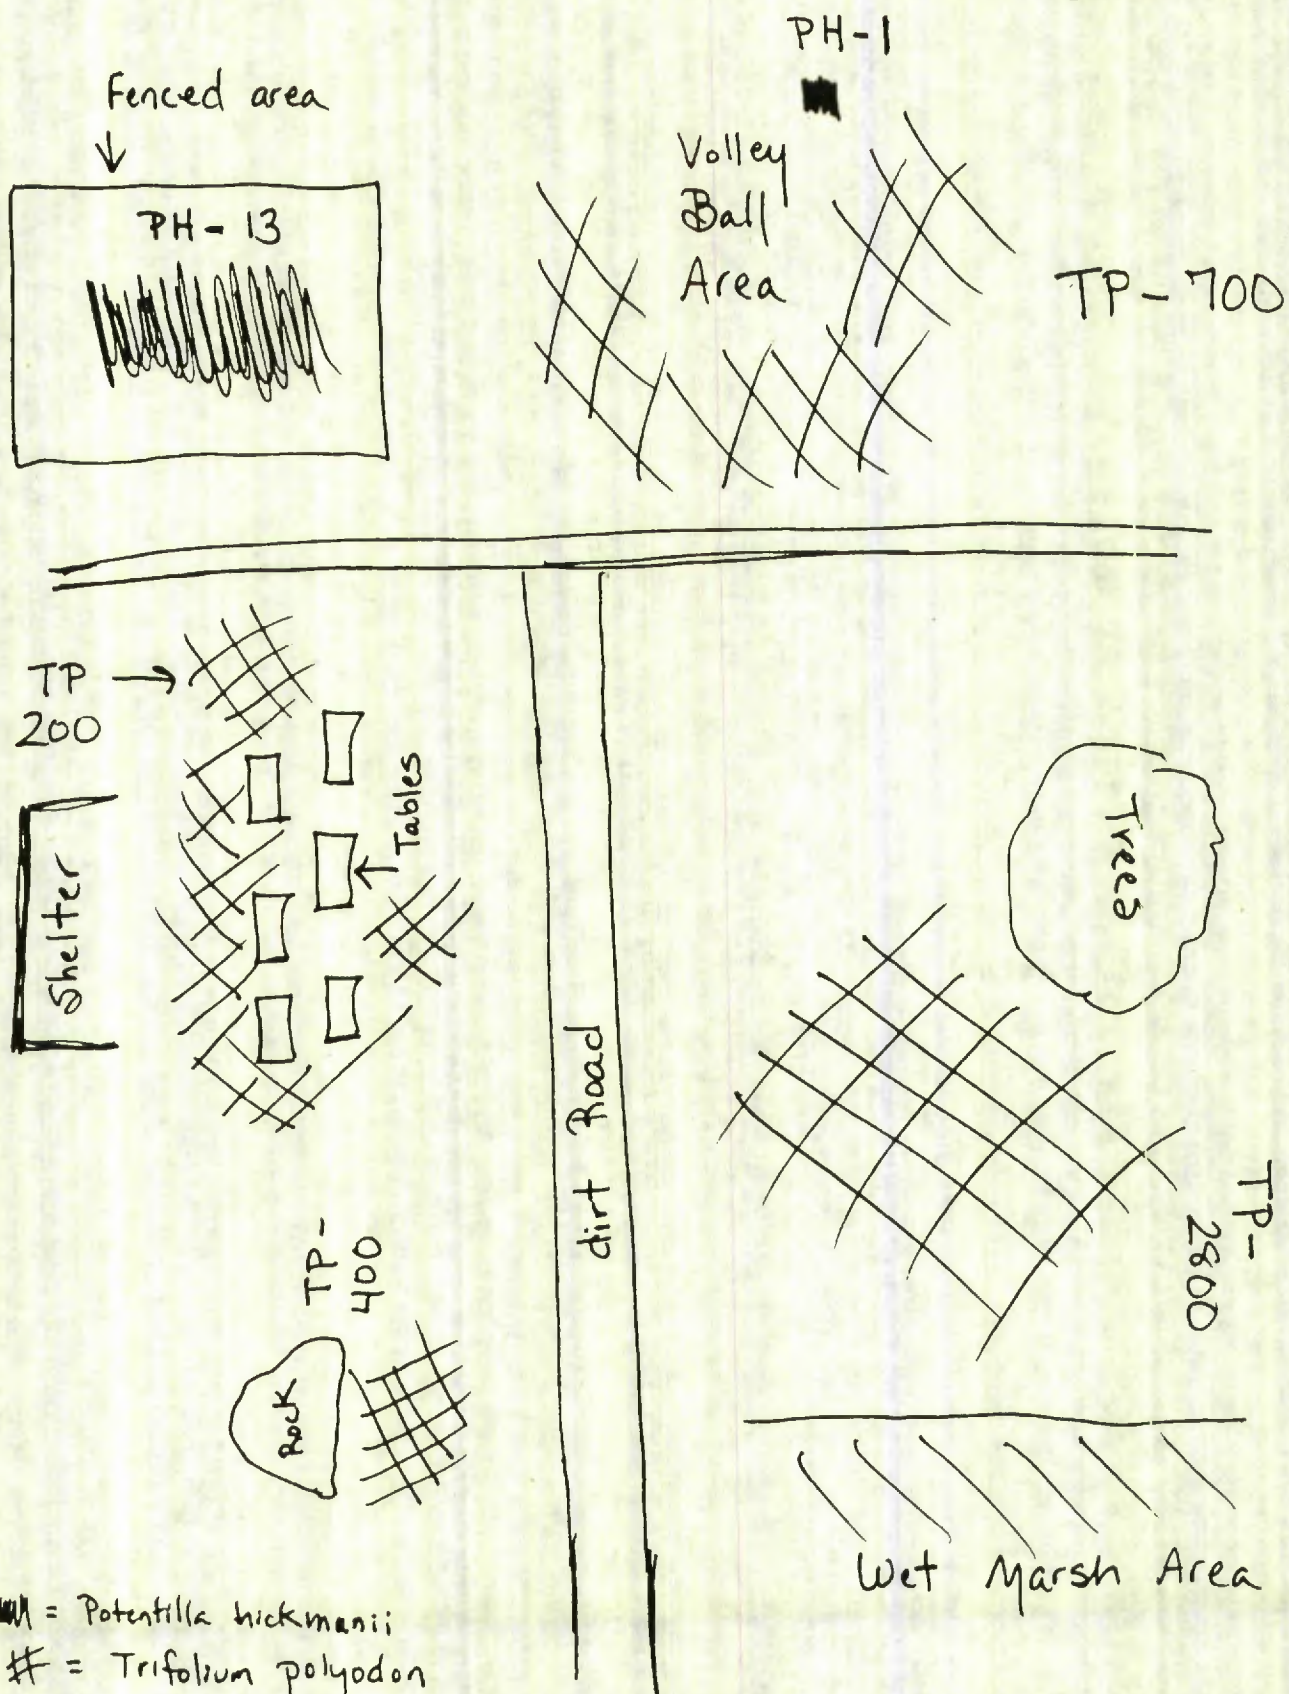 PH-1
Fenced area
PH-13
Volley
Ball
Area
TP-700
TP
200
Tables
Shelter
Trees
dirt Road
TP-
2800
TP-
400
Rock
Wet Marsh Area
= Potentilla hickmanii
# = Trifolium polyodon